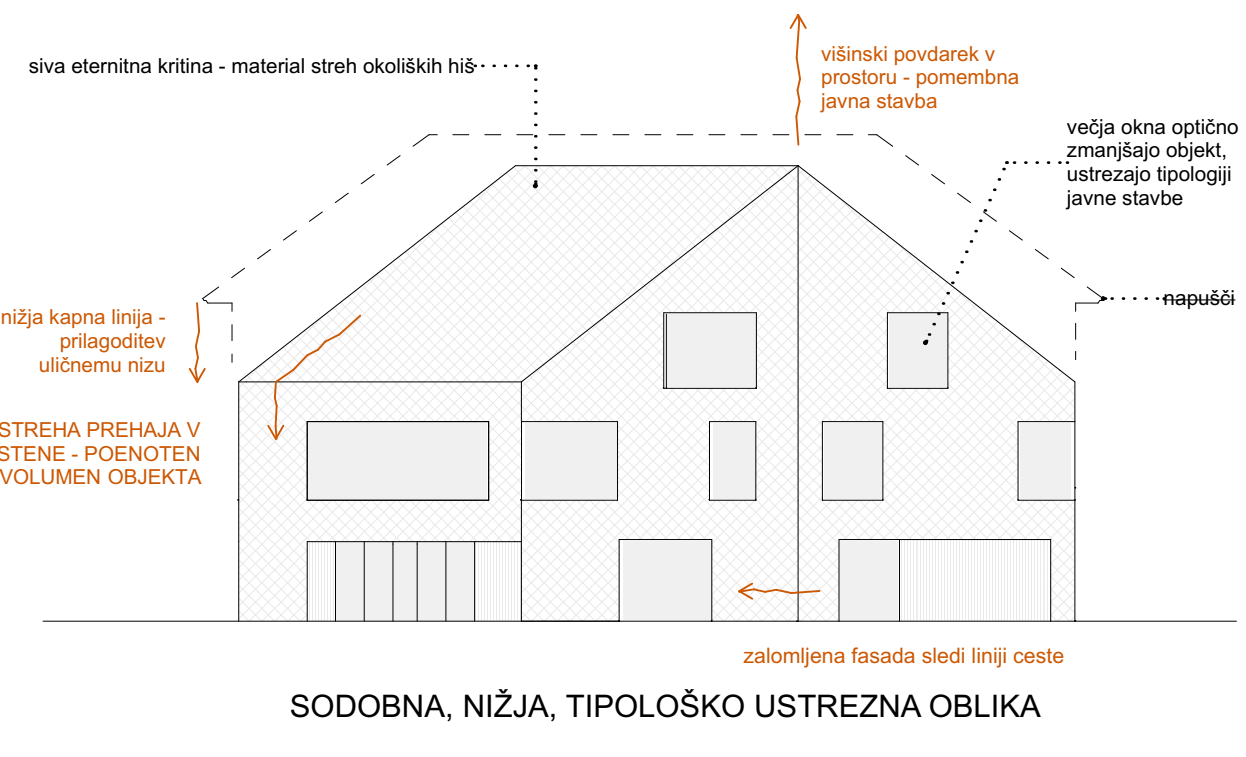 siva eternitna kritina - material streh okoliških hiš
višinski povdarek v
prostoru - pomembna
javna stavba
večja okna optično
zmanjšajo objekt,
ustrezajo tipologiji
javne stavbe
napušči
nižja kapna linija -
prilagoditev
uličnemu nizu
STREHA PREHAJA V
STENE - POENOTEN
VOLUMEN OBJEKTA
zalomljena fasada sledi liniji ceste
SODOBNA, NIŽJA, TIPOLOŠKO USTREZNA OBLIKA